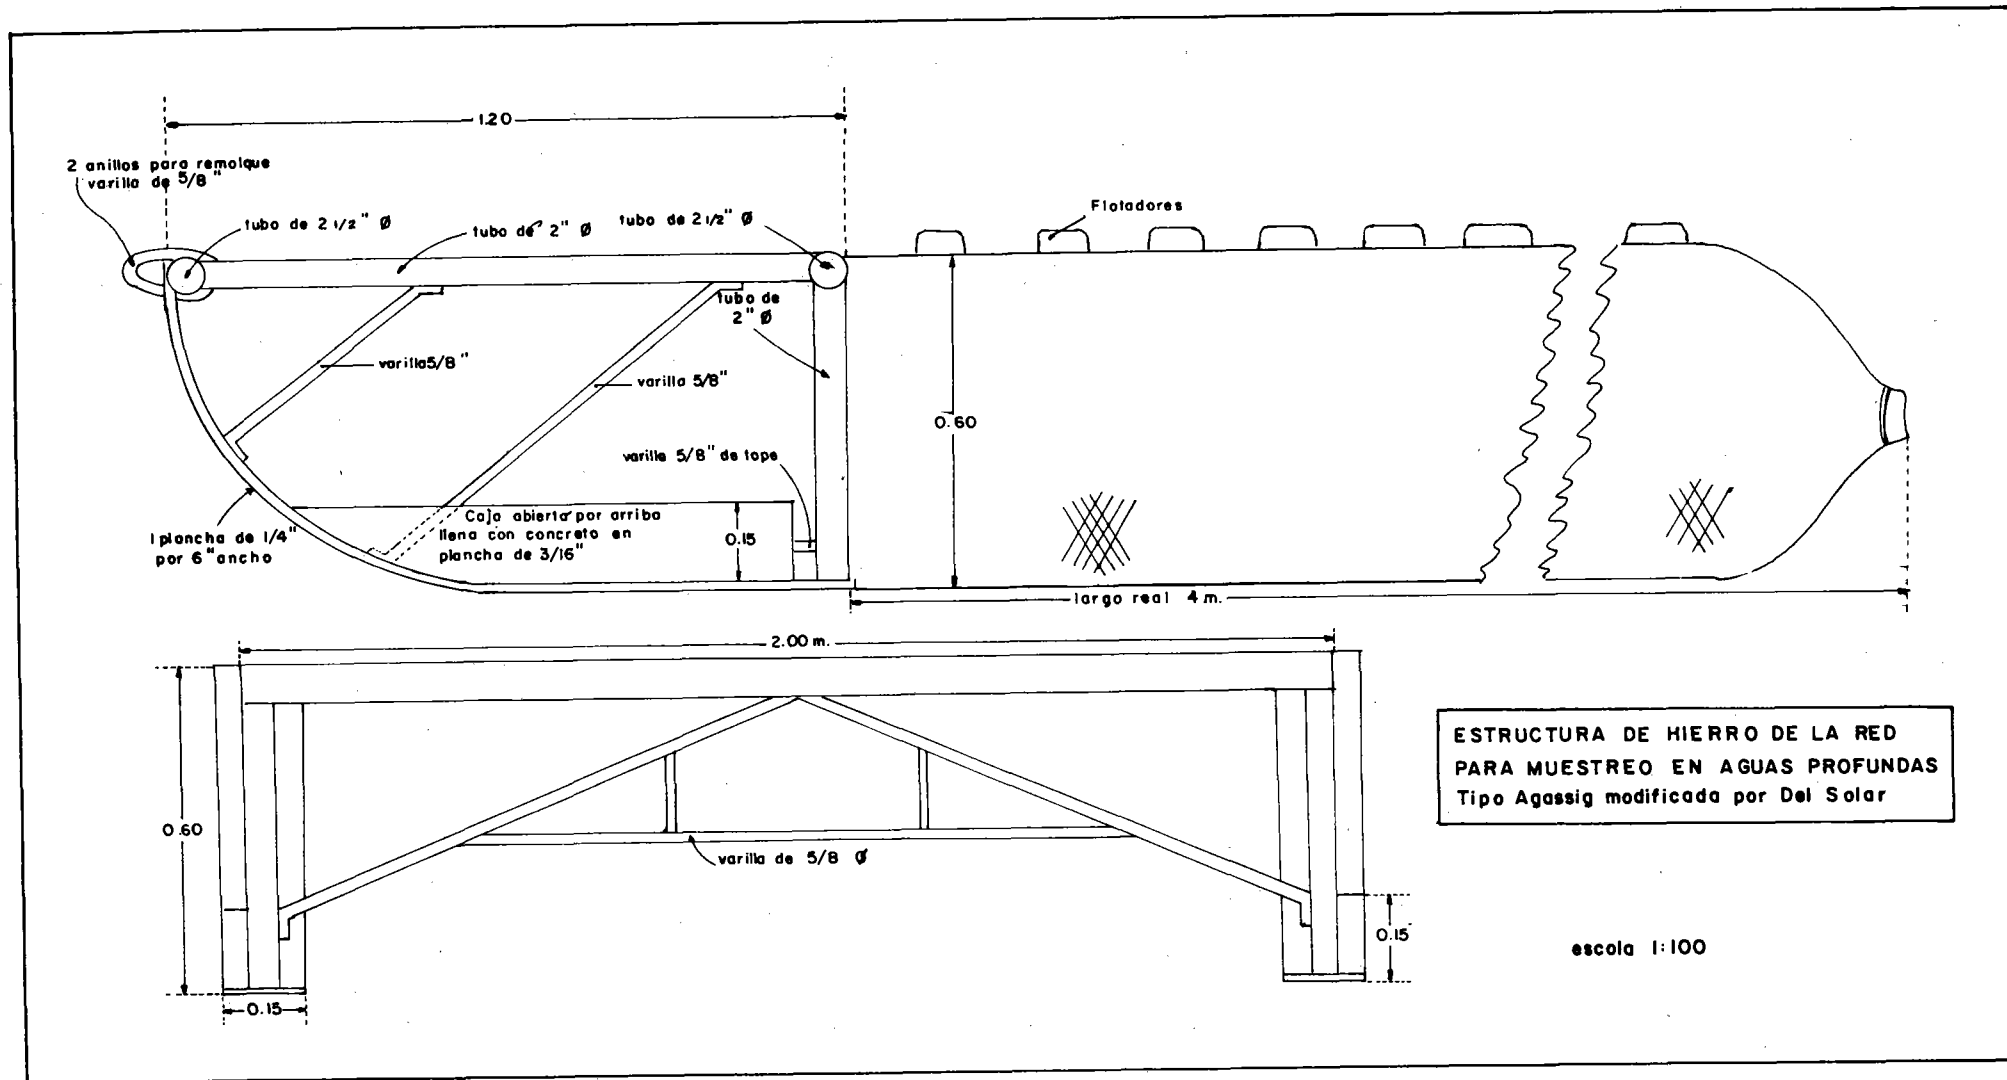 1.20
2 anillos para remolque
varilla de 5/8"
tubo de 2 1/2" Ø
tubo de 2" Ø
tubo de 2 1/2" Ø
Flotadores
tubo de
2" Ø
varilla 5/8"
varilla 5/8"
0.60
varilla 5/8" de tope
Caja abierta por arriba
llena con concreto en
plancha de 3/16"
0.15
1 plancha de 1/4"
por 6" ancho
largo real 4 m.
2.00 m.
0.60
varilla de 5/8 Ø
0.15
0.15
ESTRUCTURA DE HIERRO DE LA RED
PARA MUESTREO EN AGUAS PROFUNDAS
Tipo Agassig modificada por Del Solar
escola 1:100